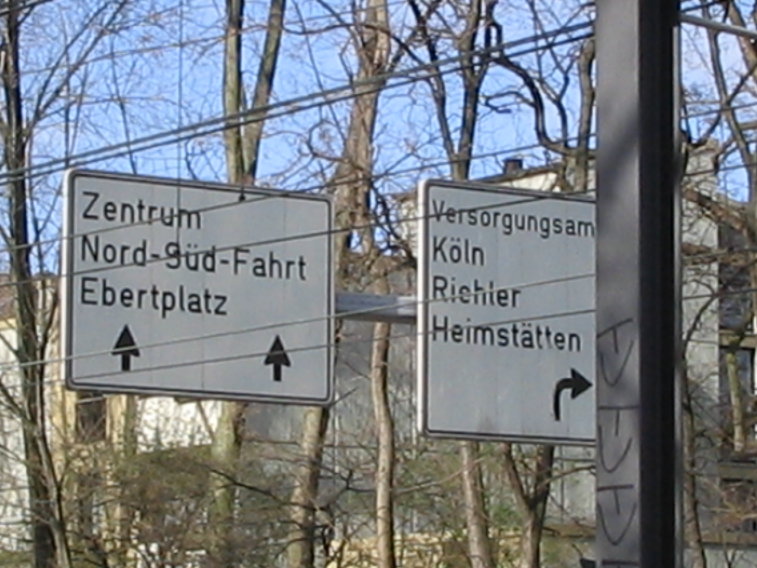 Zentrum
Nord-Süd-Fahrt
Ebertplatz
Versorgungsam
Köln
Riehler
Heimstätten